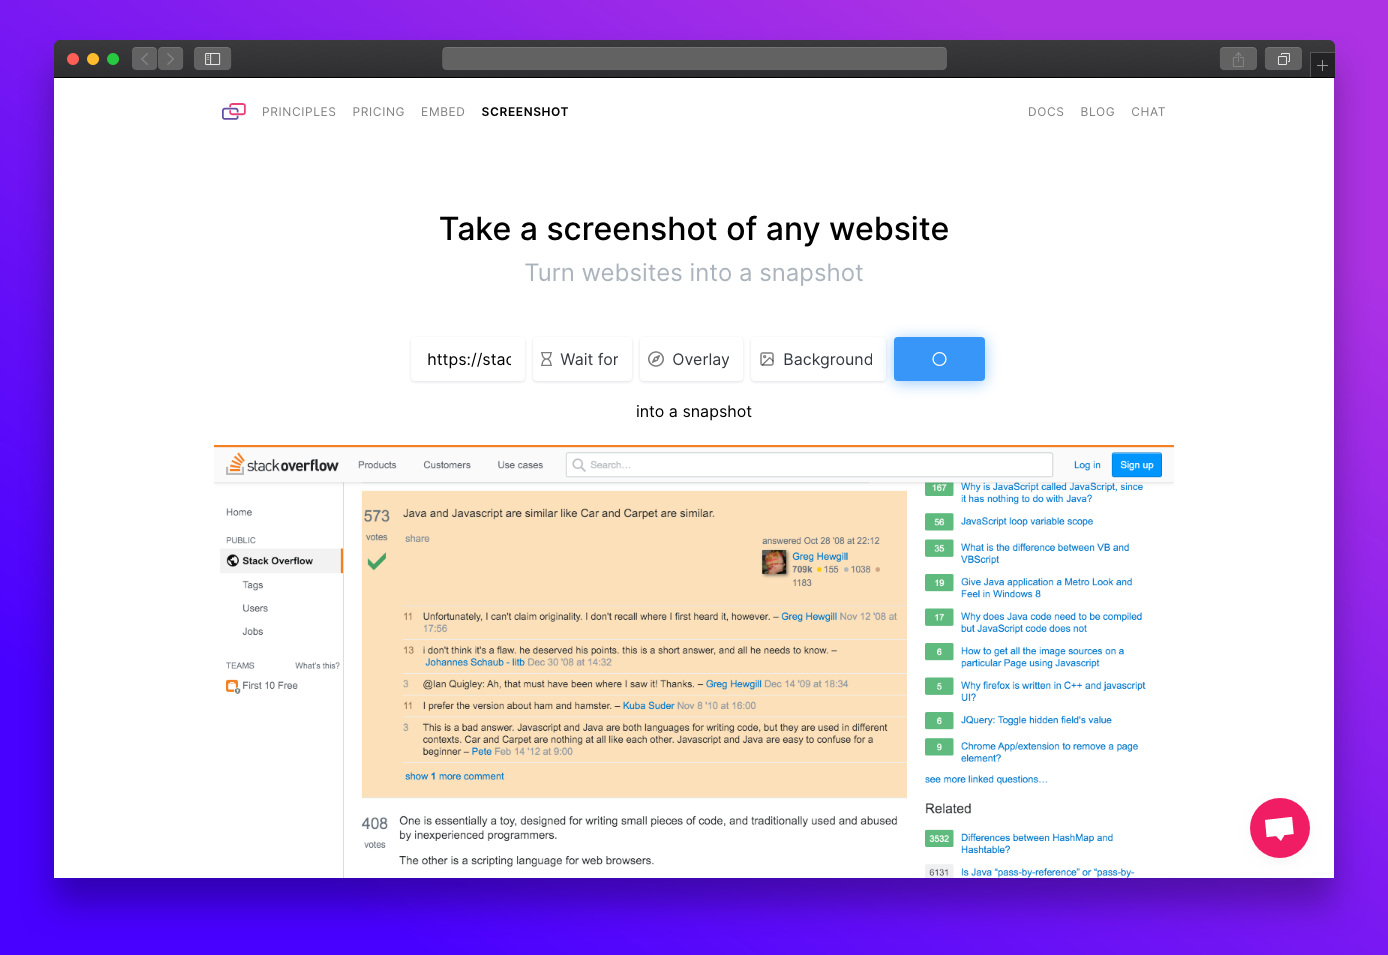 PRINCIPLES PRICING EMBED SCREENSHOT DOCS BLOG CHAT
Take a screenshot of any website
Turn websites into a snapshot
https://stac Wait for Overlay Background
into a snapshot
stackoverflow Products Customers Use cases Search... Log in Sign up
Home
PUBLIC
Stack Overflow
Tags
Users
Jobs
TEAMS What's this?
First 10 Free
573
votes
Java and Javascript are similar like Car and Carpet are similar.
share
answered Oct 28 '08 at 22:12
Greg Hewgill
709k 155 1038
1183
11 Unfortunately, I can't claim originality. I don't recall where I first heard it, however. – Greg Hewgill Nov 12 '08 at
17:56
13 i don't think it's a flaw. he deserved his points. this is a short answer, and all he needs to know. –
Johannes Schaub - litb Dec 30 '08 at 14:32
3 @Ian Quigley: Ah, that must have been where I saw it! Thanks. – Greg Hewgill Dec 14 '09 at 18:34
11 I prefer the version about ham and hamster. – Kuba Suder Nov 8 '10 at 16:00
3 This is a bad answer. Javascript and Java are both languages for writing code, but they are used in different
contexts. Car and Carpet are nothing at all like each other. Javascript and Java are easy to confuse for a
beginner – Pete Feb 14 '12 at 9:00
show 1 more comment
408
votes
One is essentially a toy, designed for writing small pieces of code, and traditionally used and abused
by inexperienced programmers.
The other is a scripting language for web browsers.
167 Why is JavaScript called JavaScript, since
it has nothing to do with Java?
56 JavaScript loop variable scope
35 What is the difference between VB and
VBScript
19 Give Java application a Metro Look and
Feel in Windows 8
17 Why does Java code need to be compiled
but JavaScript code does not
6 How to get all the image sources on a
particular Page using Javascript
5 Why firefox is written in C++ and javascript
UI?
6 JQuery: Toggle hidden field's value
9 Chrome App/extension to remove a page
element?
see more linked questions...
Related
3532 Differences between HashMap and
Hashtable?
6131 Is Java "pass-by-reference" or "pass-by-